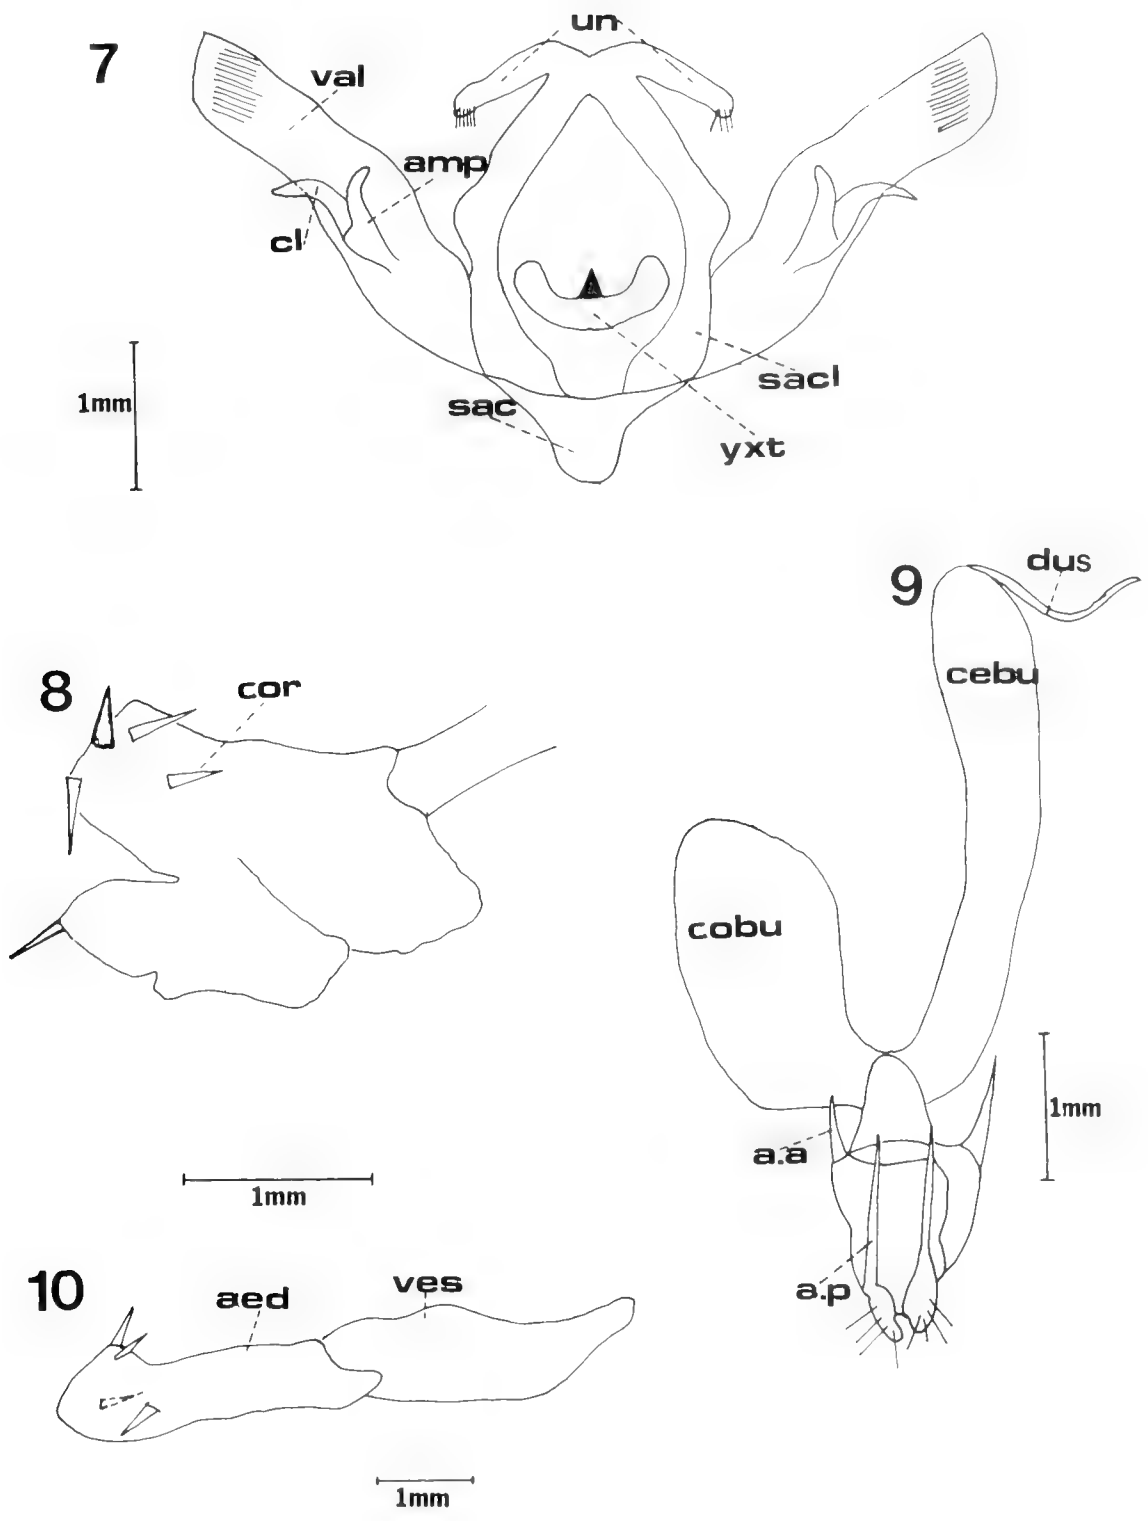 7
un
val
amp
cl
1mm
sac
sacl
yxt
8
cor
9
dus
cebu
cobu
1mm
a.a
a.p
1mm
10
aed
ves
1mm